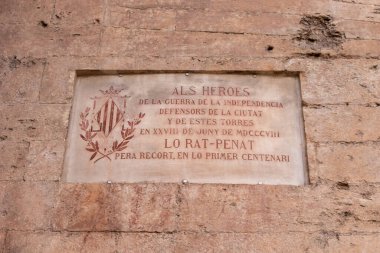 ALS HEROES
DE LA GUERRA DE LA INDEPENDENCIA
DEFENSORS DE LA CIUTAT
Y DE ESTES TORRES
EN XXVIII DE JUNY DE MDCCCVIII
LO RAT-PENAT
PERA RECORT, EN LO PRIMER CENTENARI